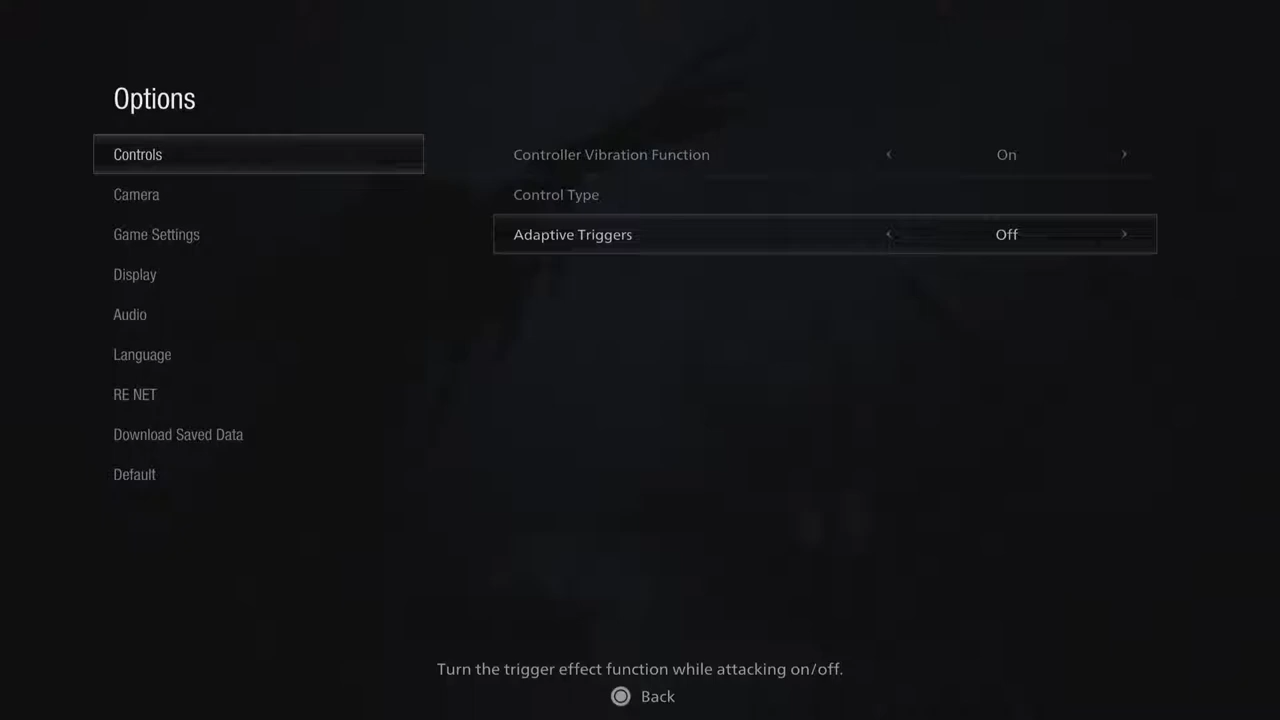 Options
Controls
Camera
Game Settings
Display
Audio
Language
RE NET
Download Saved Data
Default
Controller Vibration Function On
Control Type
Adaptive Triggers Off
Turn the trigger effect function while attacking on/off.
Back